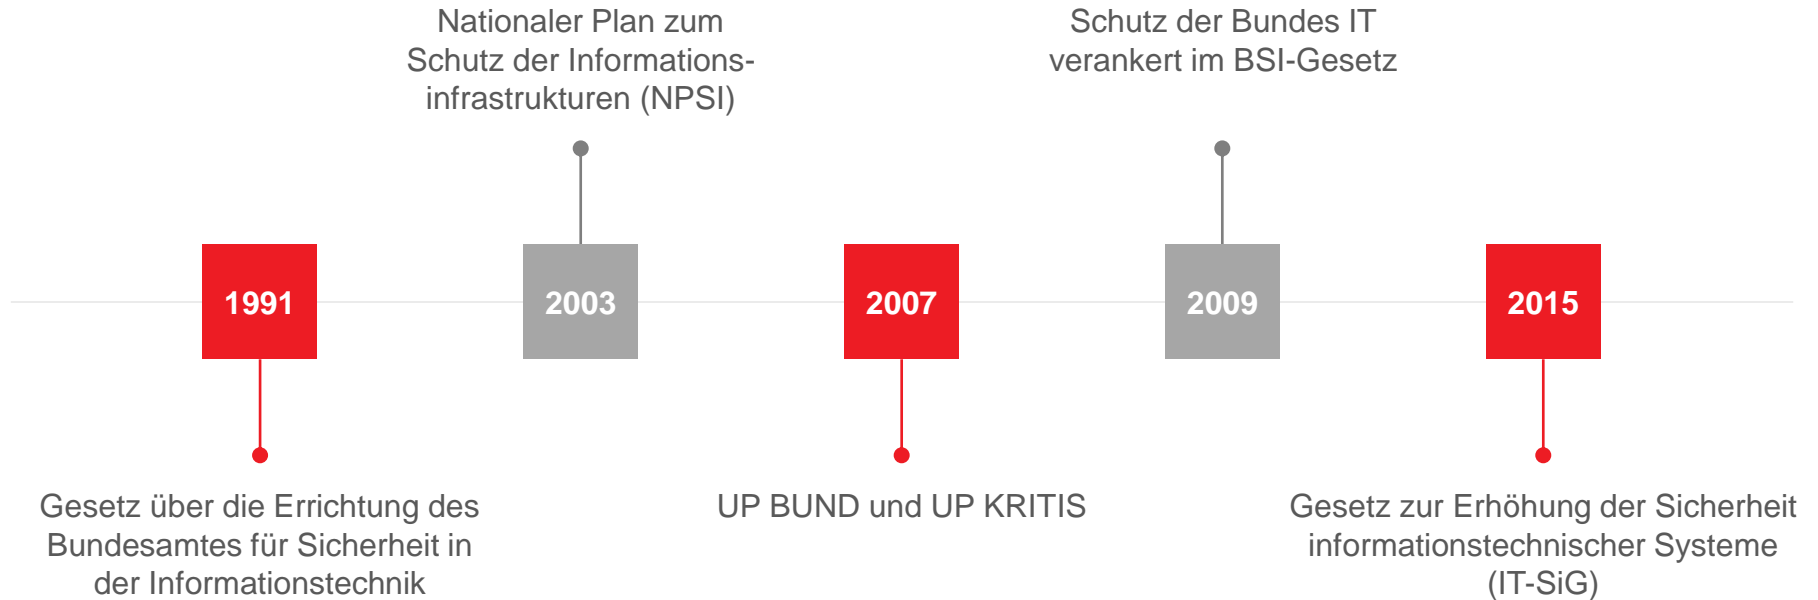 Nationaler Plan zum
Schutz der Informations-
infrastrukturen (NPSI)
Schutz der Bundes IT
verankert im BSI-Gesetz
1991
2003
2007
2009
2015
Gesetz über die Errichtung des
Bundesamtes für Sicherheit in
der Informationstechnik
UP BUND und UP KRITIS
Gesetz zur Erhöhung der Sicherheit
informationstechnischer Systeme
(IT-SiG)